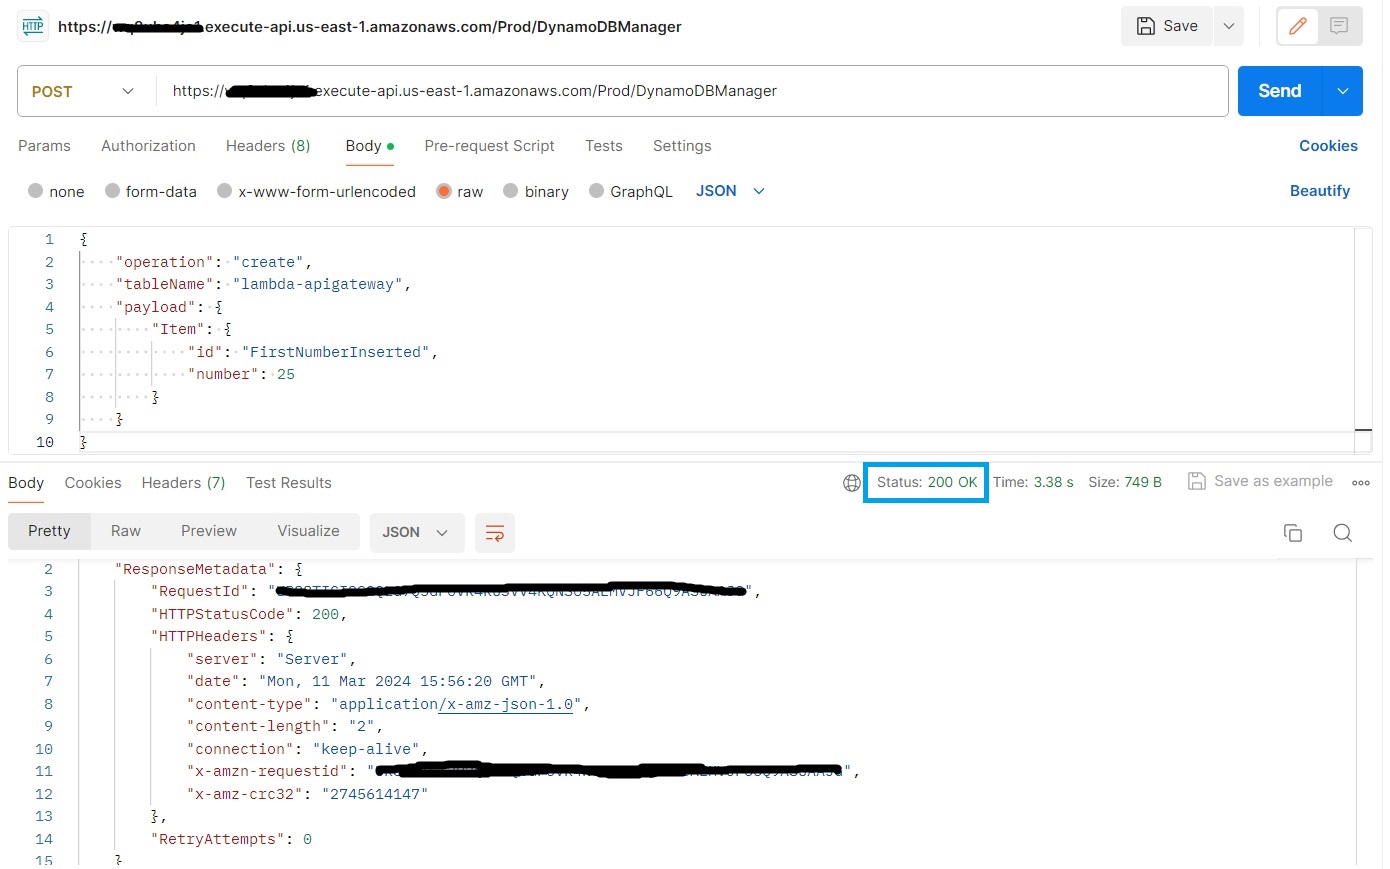 HTTP https:// execute-api.us-east-1.amazonaws.com/Prod/DynamoDBManager Save
POST https:// execute-api.us-east-1.amazonaws.com/Prod/DynamoDBManager Send
Params Authorization Headers (8) Body Pre-request Script Tests Settings Cookies
none form-data x-www-form-urlencoded raw binary GraphQL JSON Beautify
1 {
2 "operation": "create",
3 "tableName": "lambda-apigateway",
4 "payload": {
5 "Item": {
6 "id": "FirstNumberInserted",
7 "number": 25
8 }
9 }
10 }
Body Cookies Headers (7) Test Results Status: 200 OK Time: 3.38 s Size: 749 B Save as example
Pretty Raw Preview Visualize JSON
2 "ResponseMetadata": {
3 "RequestId": " ",
4 "HTTPStatusCode": 200,
5 "HTTPHeaders": {
6 "server": "Server",
7 "date": "Mon, 11 Mar 2024 15:56:20 GMT",
8 "content-type": "application/x-amz-json-1.0",
9 "content-length": "2",
10 "connection": "keep-alive",
11 "x-amzn-requestid": " ",
12 "x-amz-crc32": "2745614147"
13 },
14 "RetryAttempts": 0
15 }